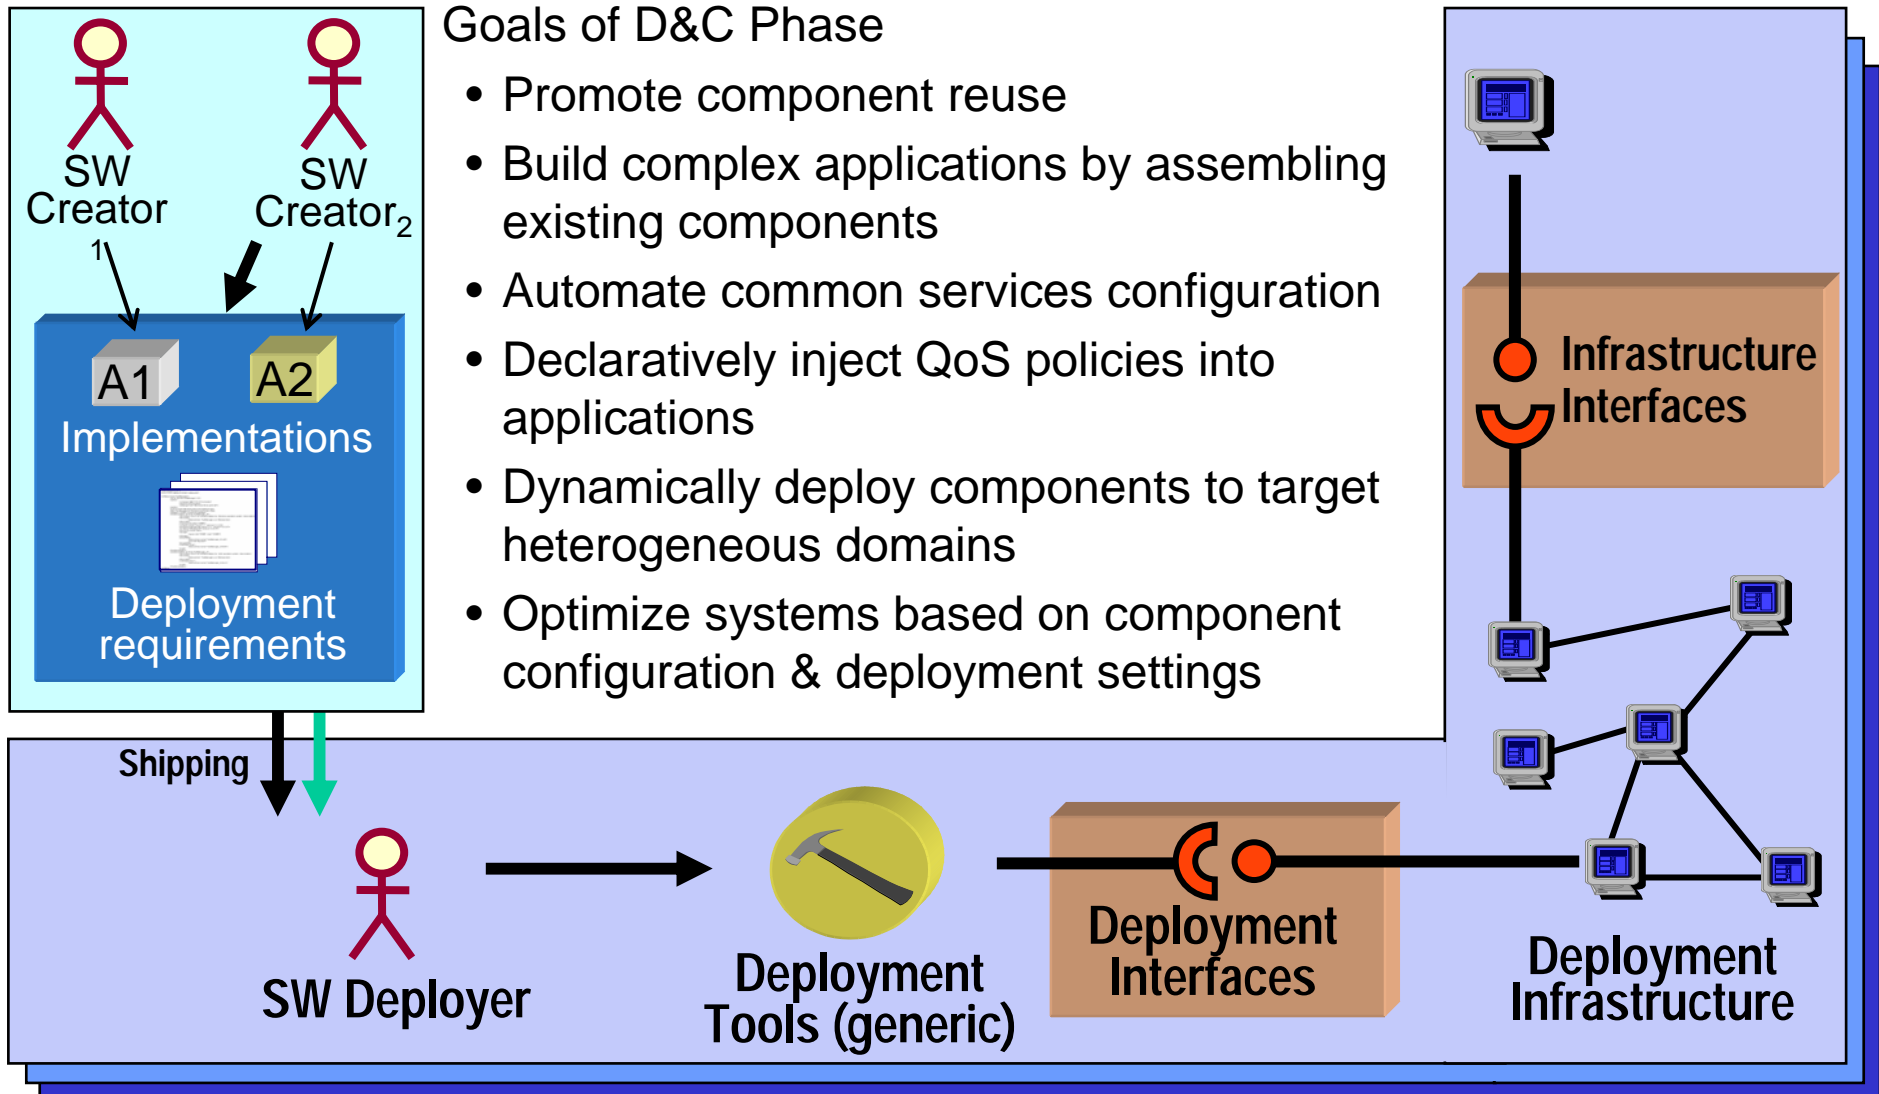 Goals of D&C Phase
• Promote component reuse
• Build complex applications by assembling
existing components
• Automate common services configuration
• Declaratively inject QoS policies into
applications
• Dynamically deploy components to target
heterogeneous domains
• Optimize systems based on component
configuration & deployment settings
SW
Creator
1
SW
Creator2
A1
A2
Implementations
Deployment
requirements
Shipping
SW Deployer
Deployment
Tools (generic)
Deployment
Interfaces
Infrastructure
Interfaces
Deployment
Infrastructure